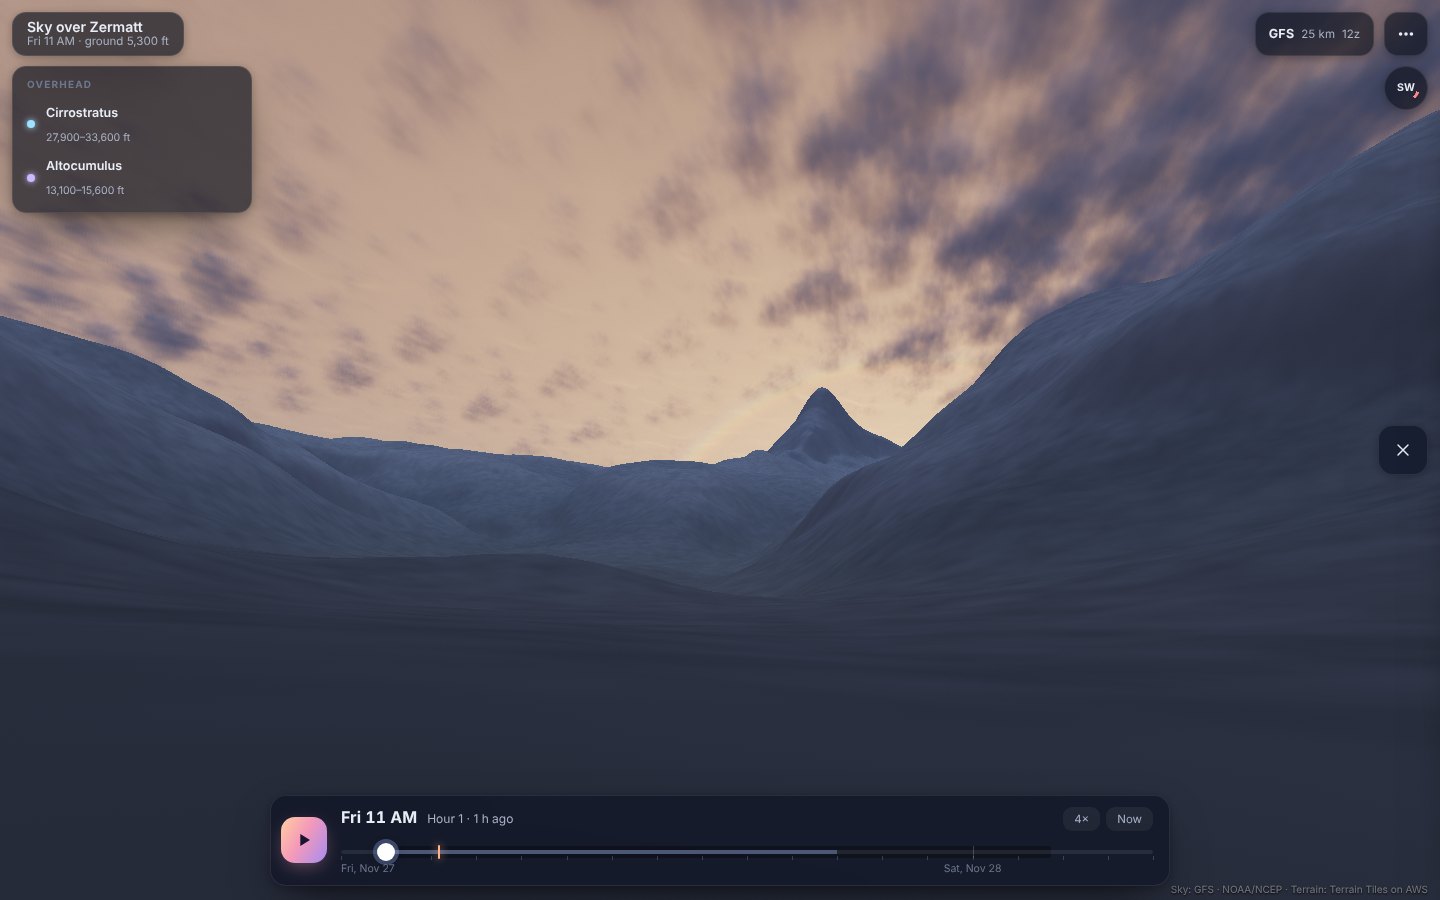 Sky over Zermatt
Fri 11 AM · ground 5,300 ft
GFS 25 km 12z
SW
OVERHEAD
Cirrostratus
27,900–33,600 ft
Altocumulus
13,100–15,600 ft
Fri 11 AM Hour 1 · 1 h ago
4× Now
Fri, Nov 27 Sat, Nov 28
Sky: GFS · NOAA/NCEP · Terrain: Terrain Tiles on AWS